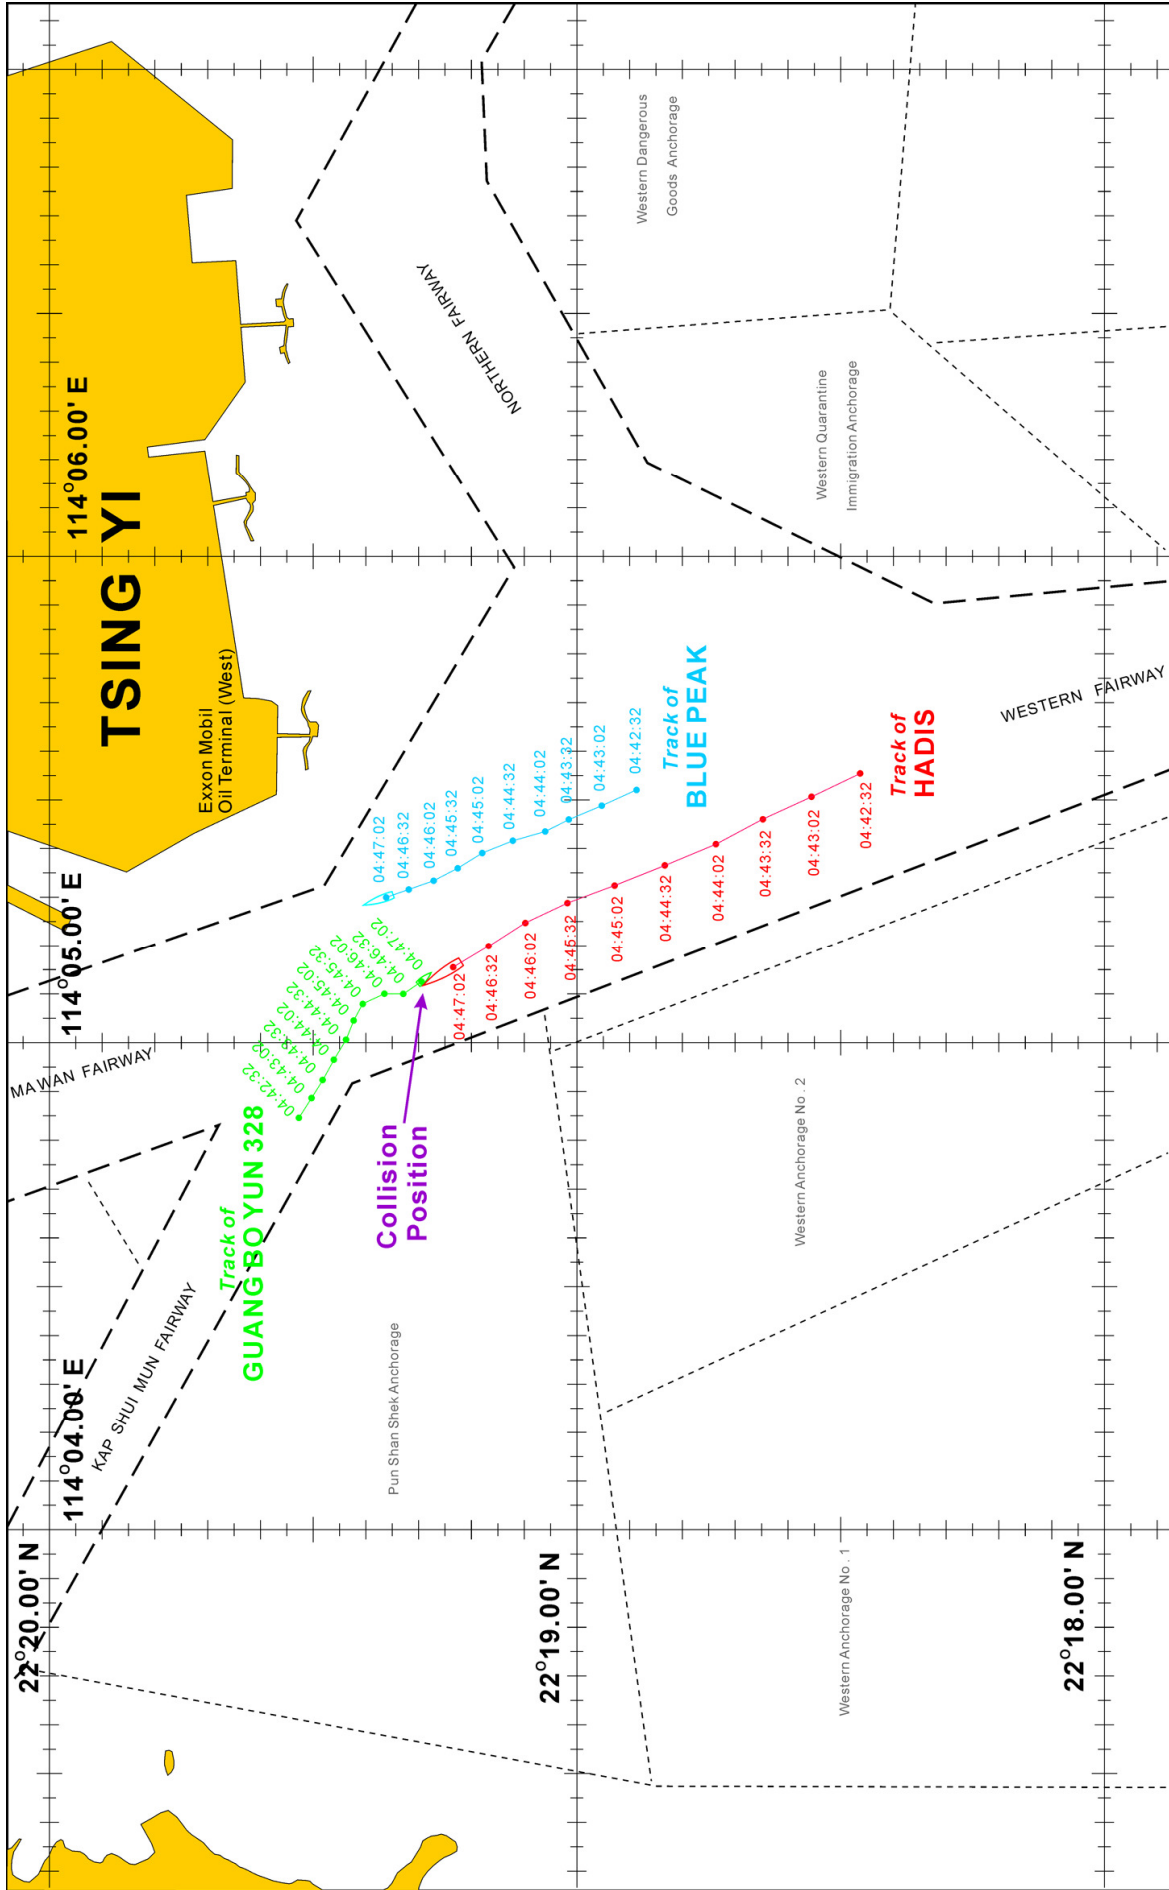 TSING YI
Exxon Mobil
Oil Terminal (West)
114°06.00' E
114°05.00' E
114°04.00' E
22°20.00' N
22°19.00' N
22°18.00' N
MAWAN FAIRWAY
KAP SHUI MUN FAIRWAY
NORTHERN FAIRWAY
WESTERN FAIRWAY
Western Dangerous
Goods Anchorage
Western Quarantine
Immigration Anchorage
Pun Shan Shek Anchorage
Western Anchorage No . 2
Western Anchorage No . 1
Track of
GUANG BO YUN 328
04:42:32
04:43:02
04:43:32
04:44:02
04:44:32
04:45:02
04:45:32
04:46:02
04:46:32
04:47:02
Collision
Position
Track of
BLUE PEAK
04:47:02
04:46:32
04:46:02
04:45:32
04:45:02
04:44:32
04:44:02
04:43:32
04:43:02
04:42:32
Track of
HADIS
04:47:02
04:46:32
04:46:02
04:45:32
04:45:02
04:44:32
04:44:02
04:43:32
04:43:02
04:42:32